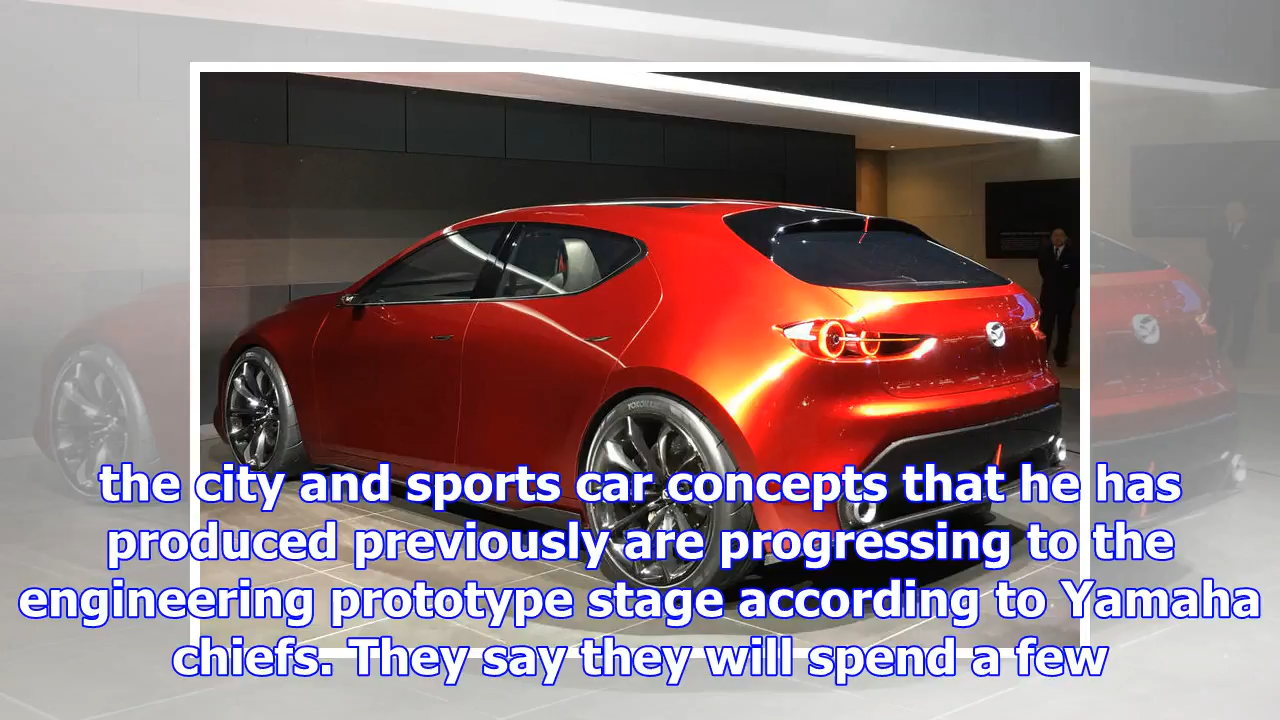 the city and sports car concepts that he has
produced previously are progressing to the
engineering prototype stage according to Yamaha
chiefs. They say they will spend a few